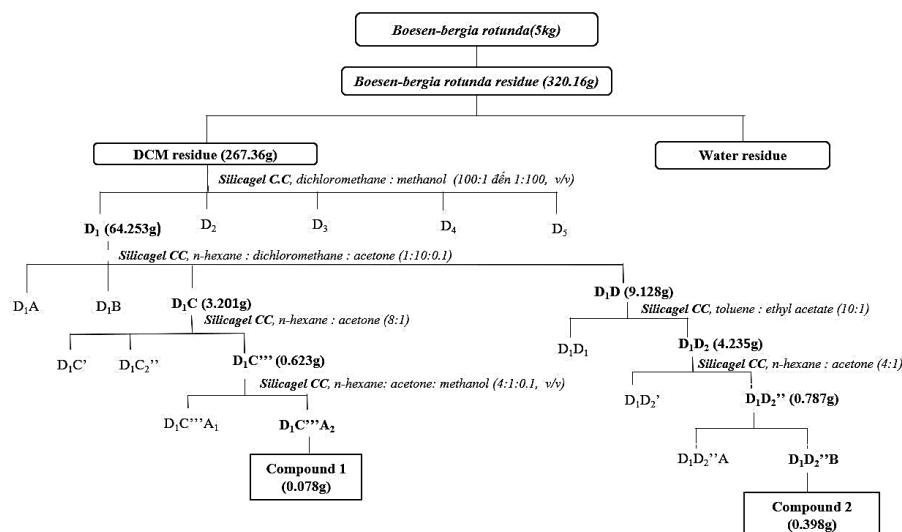 Boesen-bergia rotunda(5kg)
Boesen-bergia rotunda residue (320.16g)
DCM residue (267.36g)
Water residue
Silicagel C.C, dichloromethane : methanol (100:1 đến 1:100, v/v)
D₁ (64.253g)
D₂
D₃
D₄
D₅
Silicagel CC, n-hexane : dichloromethane : acetone (1:10:0.1)
D₁A
D₁B
D₁C (3.201g)
D₁D (9.128g)
Silicagel CC, n-hexane : acetone (8:1)
Silicagel CC, toluene : ethyl acetate (10:1)
D₁C’
D₁C₂’’
D₁C’’’ (0.623g)
D₁D₁
D₁D₂ (4.235g)
Silicagel CC, n-hexane: acetone: methanol (4:1:0.1, v/v)
Silicagel CC, n-hexane : acetone (4:1)
D₁C’’’A₁
D₁C’’’A₂
D₁D₂’
D₁D₂’’ (0.787g)
Compound 1
(0.078g)
D₁D₂’’A
D₁D₂’’B
Compound 2
(0.398g)